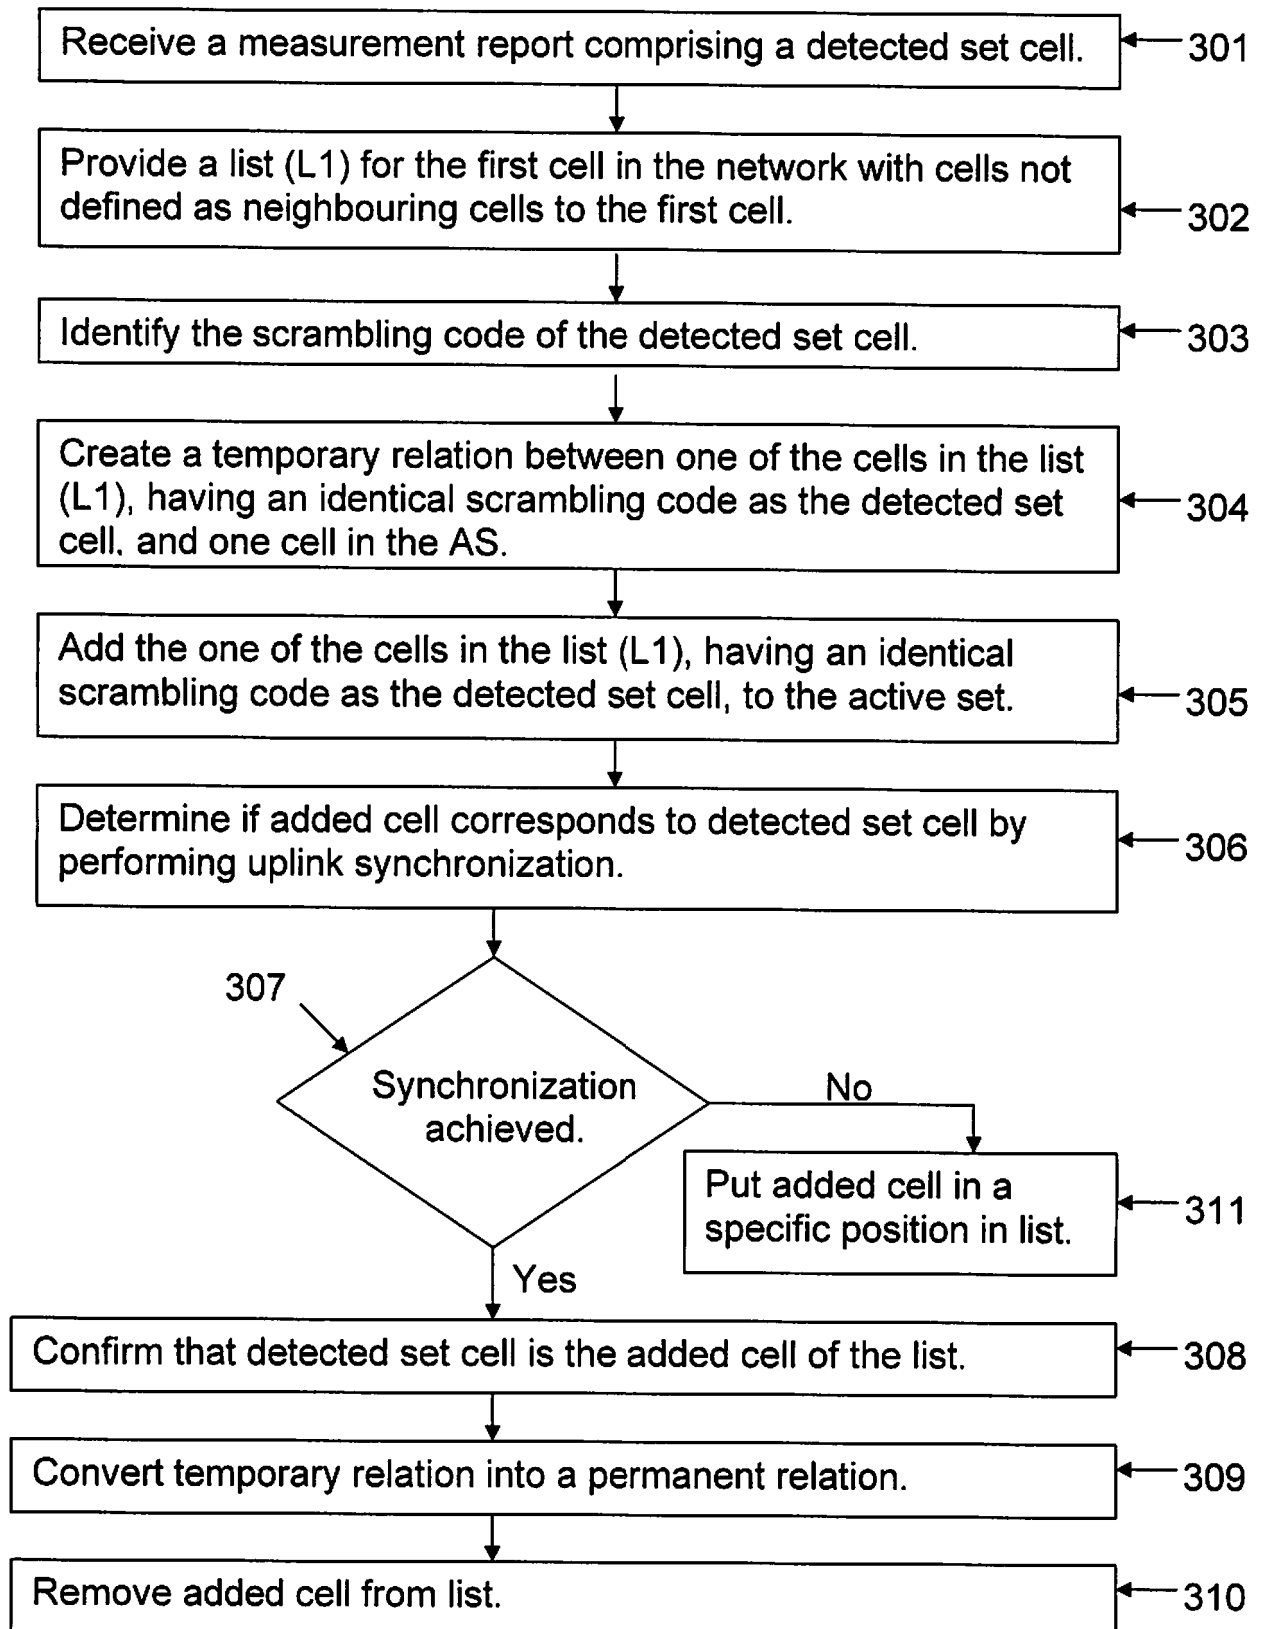 Receive a measurement report comprising a detected set cell.
301
Provide a list (L1) for the first cell in the network with cells not
defined as neighbouring cells to the first cell.
302
Identify the scrambling code of the detected set cell.
303
Create a temporary relation between one of the cells in the list
(L1), having an identical scrambling code as the detected set
cell, and one cell in the AS.
304
Add the one of the cells in the list (L1), having an identical
scrambling code as the detected set cell, to the active set.
305
Determine if added cell corresponds to detected set cell by
performing uplink synchronization.
306
307
Synchronization
achieved.
No
Put added cell in a
specific position in list.
311
Yes
Confirm that detected set cell is the added cell of the list.
308
Convert temporary relation into a permanent relation.
309
Remove added cell from list.
310